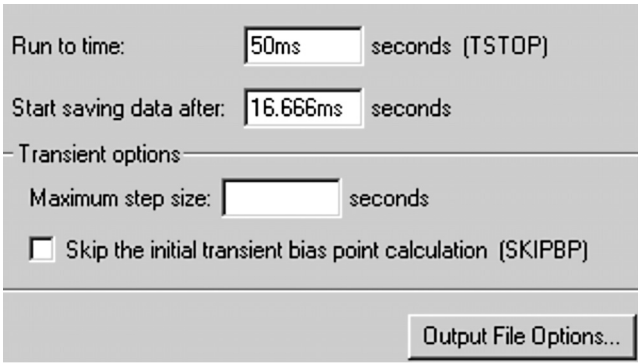 Run to time: 50ms seconds (TSTOP)
Start saving data after: 16.666ms seconds
Transient options
Maximum step size: seconds
Skip the initial transient bias point calculation (SKIPBP)
Output File Options...